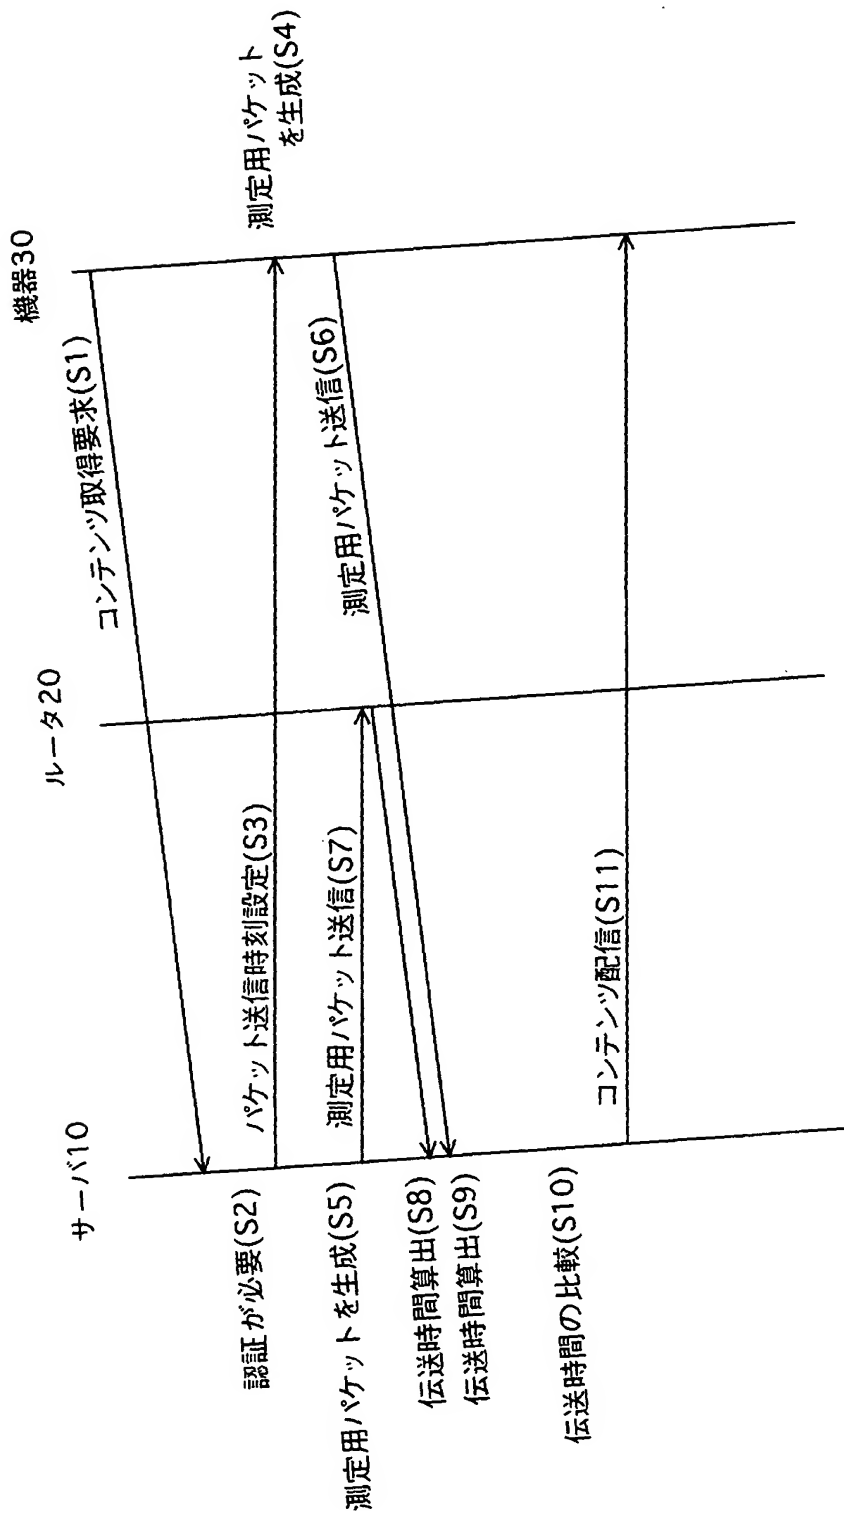 サーバ10
ルータ20
機器30
コンテンツ取得要求(S1)
認証が必要(S2)
パケット送信時刻設定(S3)
測定用パケット
を生成(S4)
測定用パケットを生成(S5)
測定用パケット送信(S6)
測定用パケット送信(S7)
伝送時間算出(S8)
伝送時間算出(S9)
伝送時間の比較(S10)
コンテンツ配信(S11)